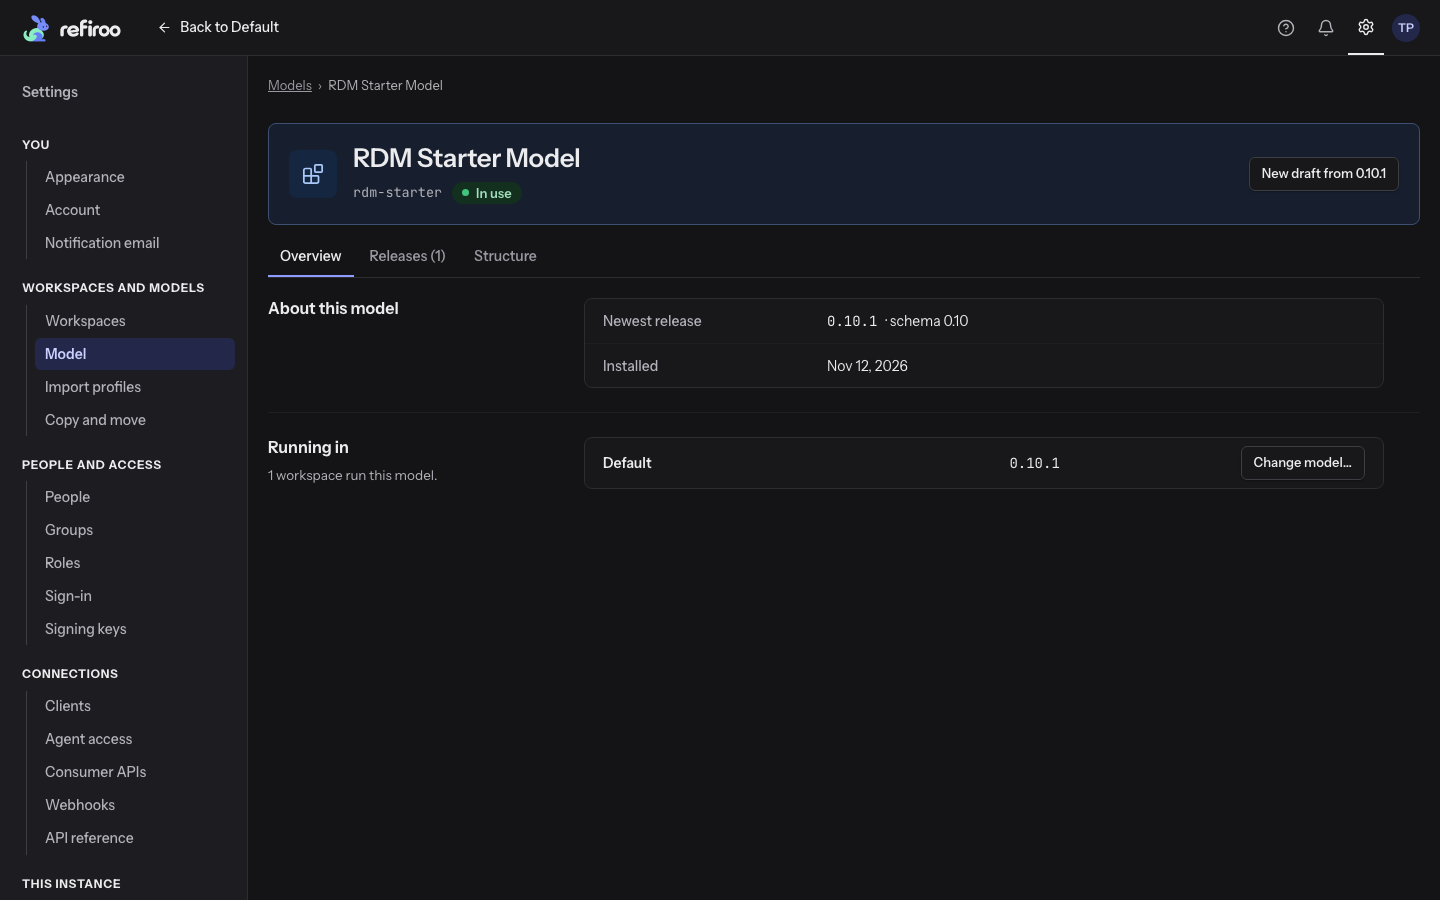 refiroo
Back to Default
TP
Settings
YOU
Appearance
Account
Notification email
WORKSPACES AND MODELS
Workspaces
Model
Import profiles
Copy and move
PEOPLE AND ACCESS
People
Groups
Roles
Sign-in
Signing keys
CONNECTIONS
Clients
Agent access
Consumer APIs
Webhooks
API reference
THIS INSTANCE
Models › RDM Starter Model
RDM Starter Model
rdm-starter In use
New draft from 0.10.1
Overview Releases (1) Structure
About this model
Newest release 0.10.1 · schema 0.10
Installed Nov 12, 2026
Running in
1 workspace run this model.
Default 0.10.1 Change model…